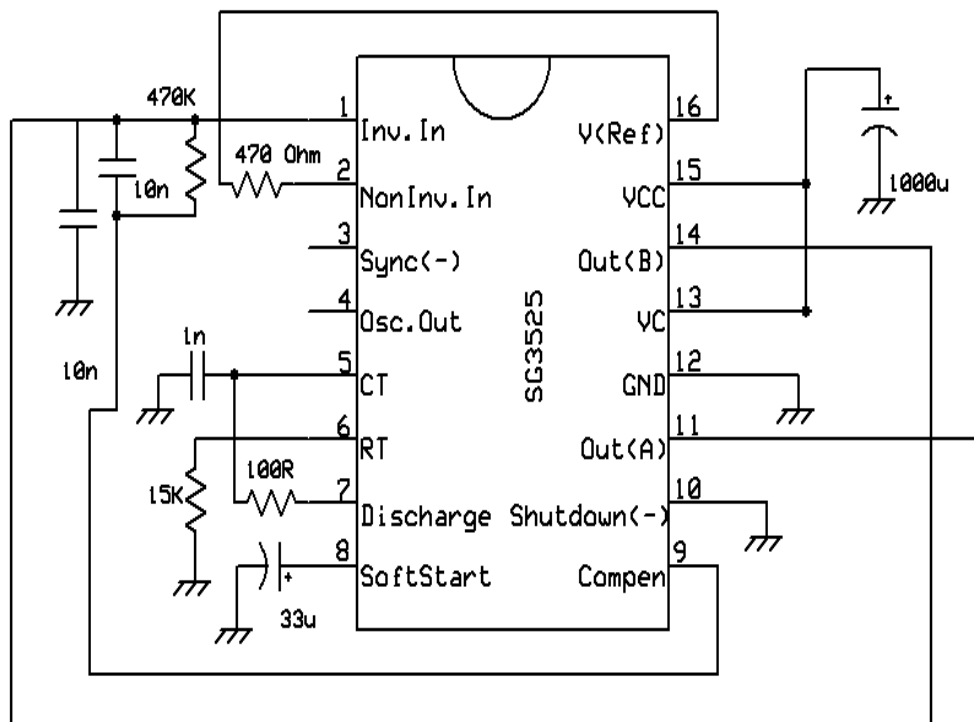 470K
1
Inv.In
470 Ohm
2
NonInv.In
10n
3
Sync(-)
4
Osc.Out
10n
1n
5
CT
6
RT
15K
100R
7
Discharge
8
SoftStart
33u
SG3525
16
V(Ref)
15
VCC
1000u
14
Out(B)
13
VC
12
GND
11
Out(A)
10
Shutdown(-)
9
Compen
+
+